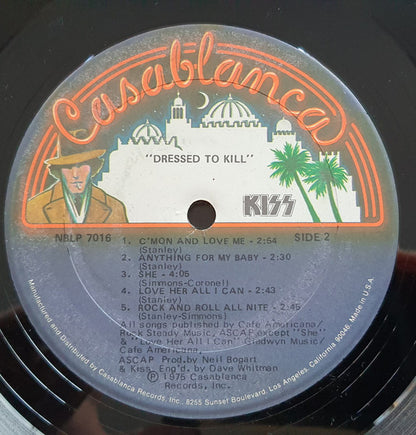 Casablanca
"DRESSED TO KILL"
KISS
NBLP 7016
SIDE 2
1. C'MON AND LOVE ME - 2:54
(Stanley)
2. ANYTHING FOR MY BABY - 2:30
(Stanley)
3. SHE - 4:05
(Simmons-Coronel)
4. LOVE HER ALL I CAN - 2:43
(Stanley)
5. ROCK AND ROLL ALL NITE - 2:45
(Stanley-Simmons)
All songs published by Cafe Americana/
Rock Steady Music, ASCAP except "She"
& "Love Her All I Can" Gladwyn Music/
Cafe Americana -
ASCAP Prod. by Neil Bogart
& Kiss. Eng'd. by Dave Whitman
Ⓟ 1975 Casablanca
Records, Inc.
Manufactured and Distributed by Casablanca Records, Inc. 8255 Sunset Boulevard, Los Angeles, California 90046 Made in U.S.A.